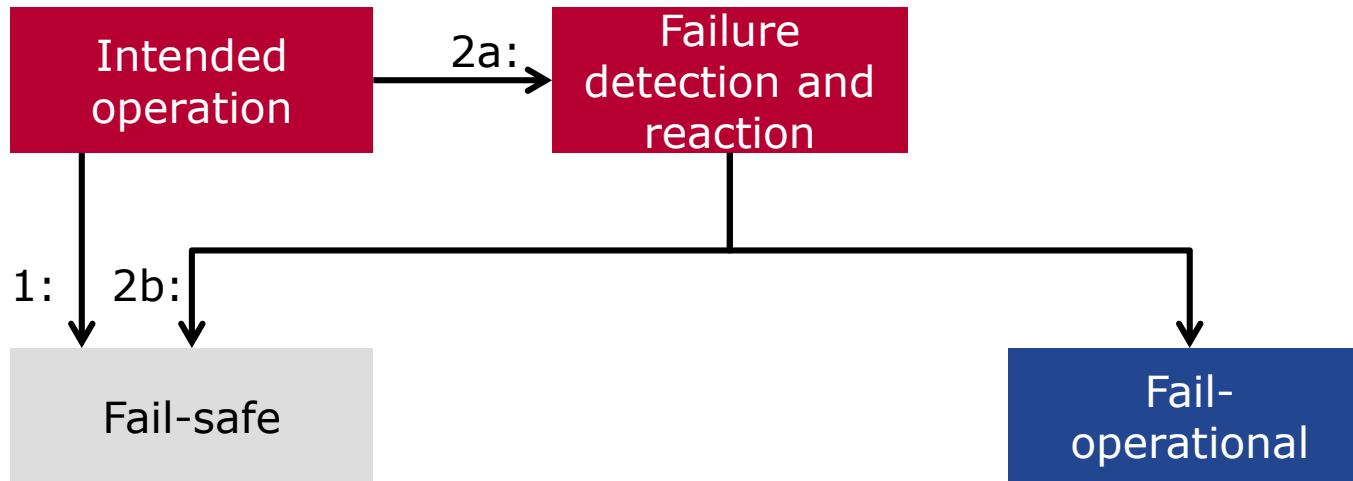 Intended
operation
2a:
Failure
detection and
reaction
1:
2b:
Fail-safe
Fail-
operational